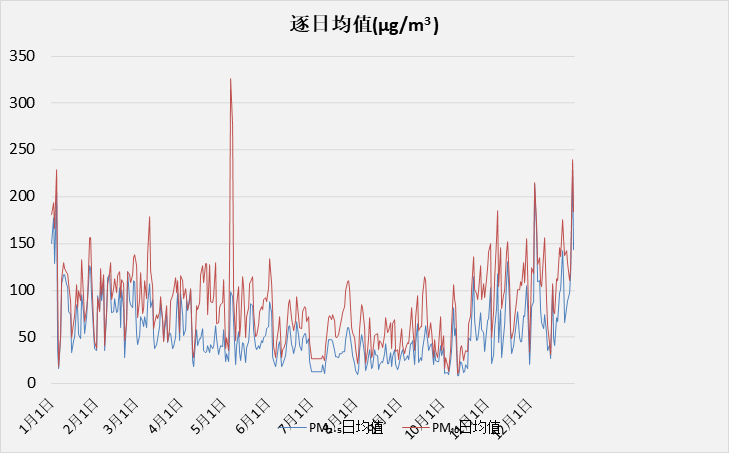 逐日均值(μg/m³)
350
300
250
200
150
100
50
0
1月1日
2月1日
3月1日
4月1日
5月1日
6月1日
7月1日
8月1日
9月1日
10月1日
11月1日
12月1日
PM₂.₅日均值
PM₁₀日均值